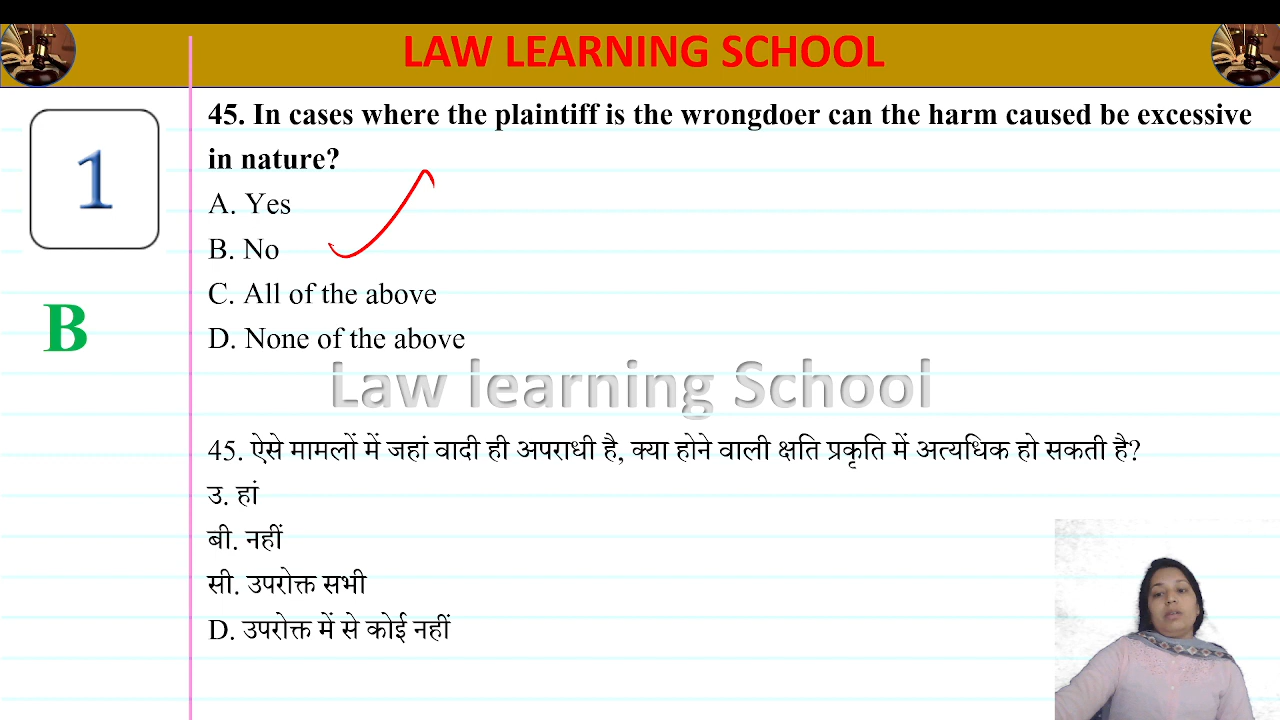 LAW LEARNING SCHOOL
1
B
45. In cases where the plaintiff is the wrongdoer can the harm caused be excessive
in nature?
A. Yes
B. No
C. All of the above
D. None of the above
Law learning School
45. ऐसे मामलों में जहां वादी ही अपराधी है, क्या होने वाली क्षति प्रकृति में अत्यधिक हो सकती है?
उ. हां
बी. नहीं
सी. उपरोक्त सभी
D. उपरोक्त में से कोई नहीं